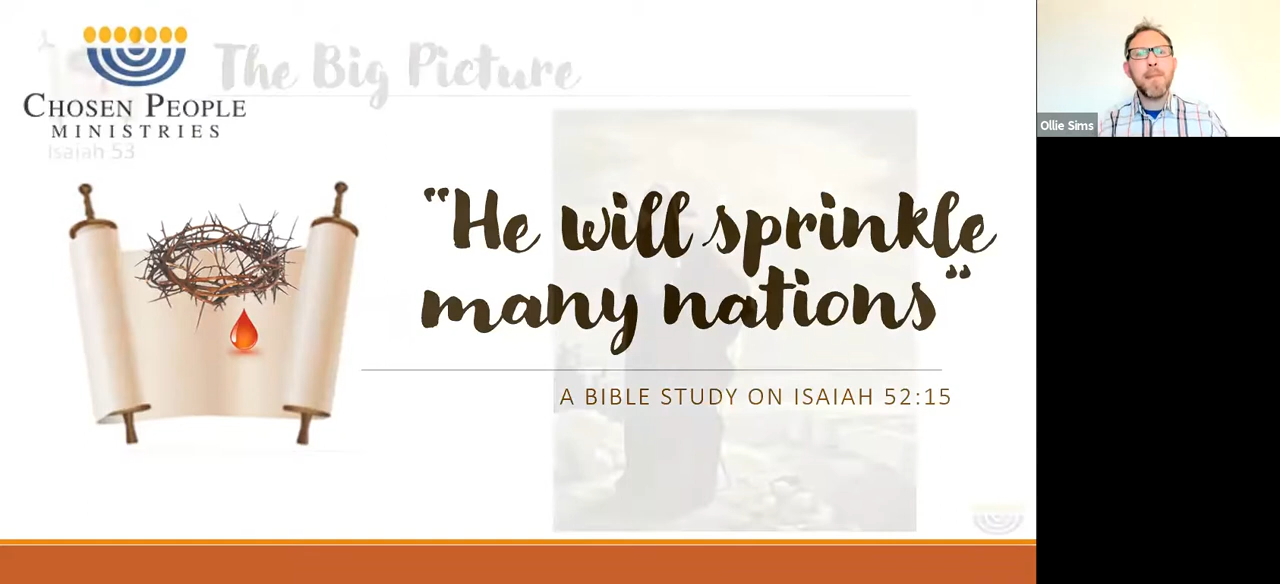 The Big Picture
CHOSEN PEOPLE
MINISTRIES
Isaiah 53
“He will sprinkle
many nations“
A BIBLE STUDY ON ISAIAH 52:15
Ollie Sims